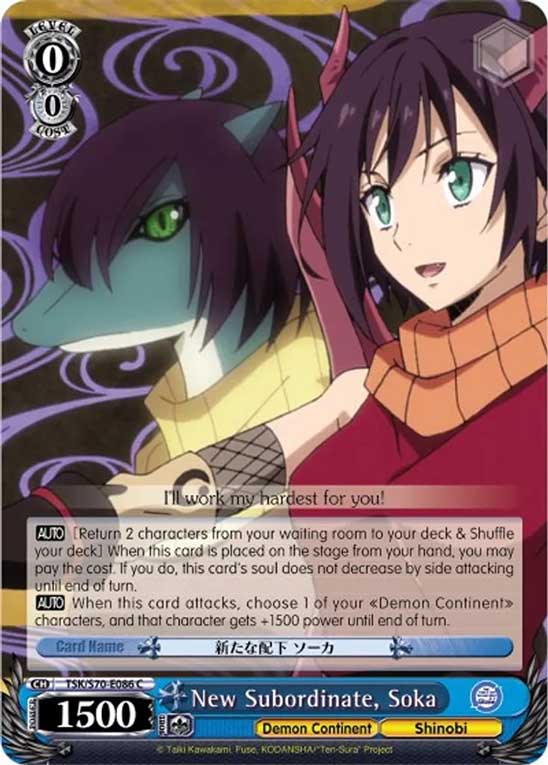 LEVEL
0
0
COST
I'll work my hardest for you!
AUTO [Return 2 characters from your waiting room to your deck & Shuffle
your deck] When this card is placed on the stage from your hand, you may
pay the cost. If you do, this card's soul does not decrease by side attacking
until end of turn.
AUTO When this card attacks, choose 1 of your «Demon Continent»
characters, and that character gets +1500 power until end of turn.
Card Name 新たな配下 ソーカ
CH TSK/S70-E086 C
POWER 1500
New Subordinate, Soka
SOUL
Demon Continent Shinobi
© Taiki Kawakami, Fuse, KODANSHA/"Ten-Sura" Project